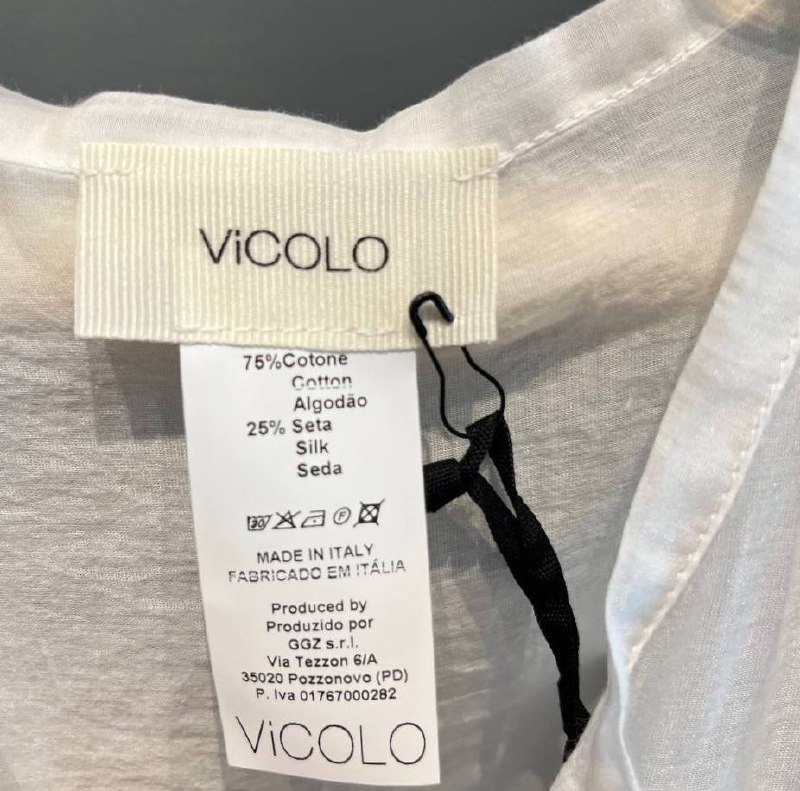 ViCOLO
75%Cotone
Cotton
Algodão
25% Seta
Silk
Seda
30 P
MADE IN ITALY
FABRICADO EM ITÁLIA
Produced by
Produzido por
GGZ s.r.l.
Via Tezzon 6/A
35020 Pozzonovo (PD)
P. Iva 01767000282
ViCOLO